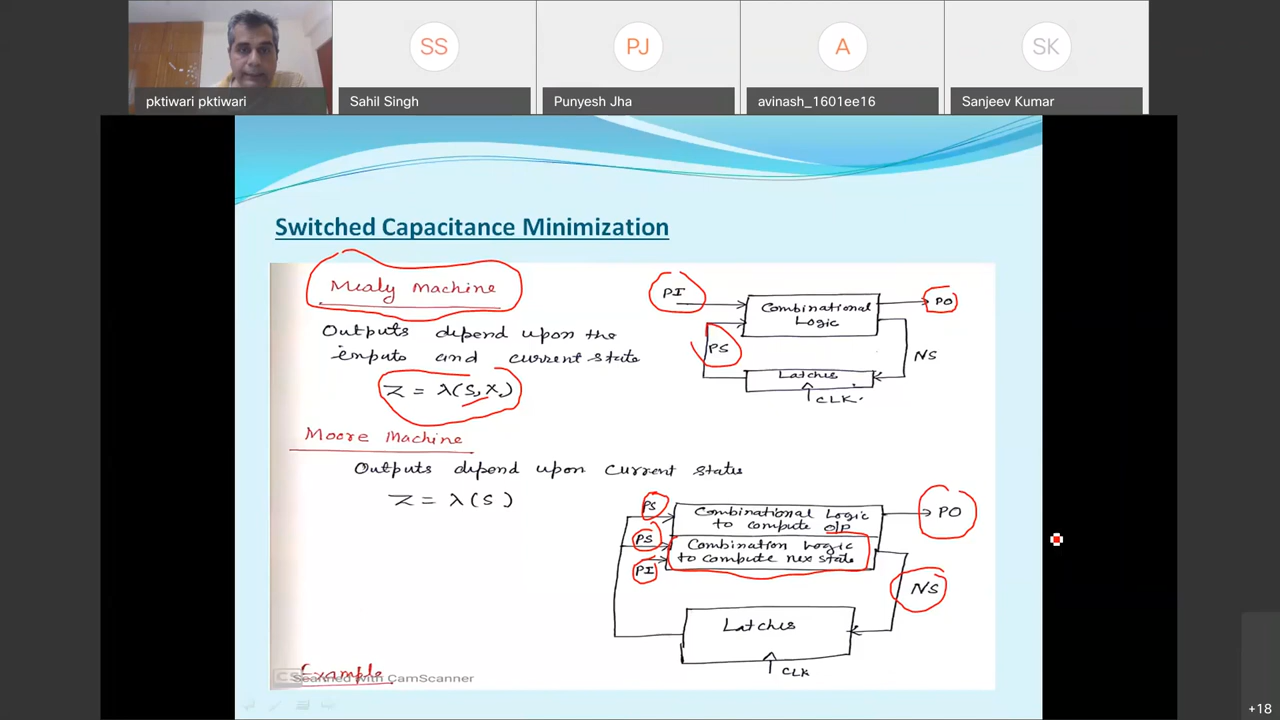 SS
PJ
A
SK
pktiwari pktiwari
Sahil Singh
Punyesh Jha
avinash_1601ee16
Sanjeev Kumar
Switched Capacitance Minimization
Mealy Machine
Outputs depend upon the
inputs and current state
Z = λ(S, X)
PI
Combinational
Logic
PO
PS
NS
Latches
CLK
Moore Machine
Outputs depend upon current state
Z = λ(S)
PS
Combinational Logic
to compute O/P
PO
PS
Combination Logic
to compute nex state
PI
NS
Latches
CLK
Example
CS Scanned with CamScanner
+18